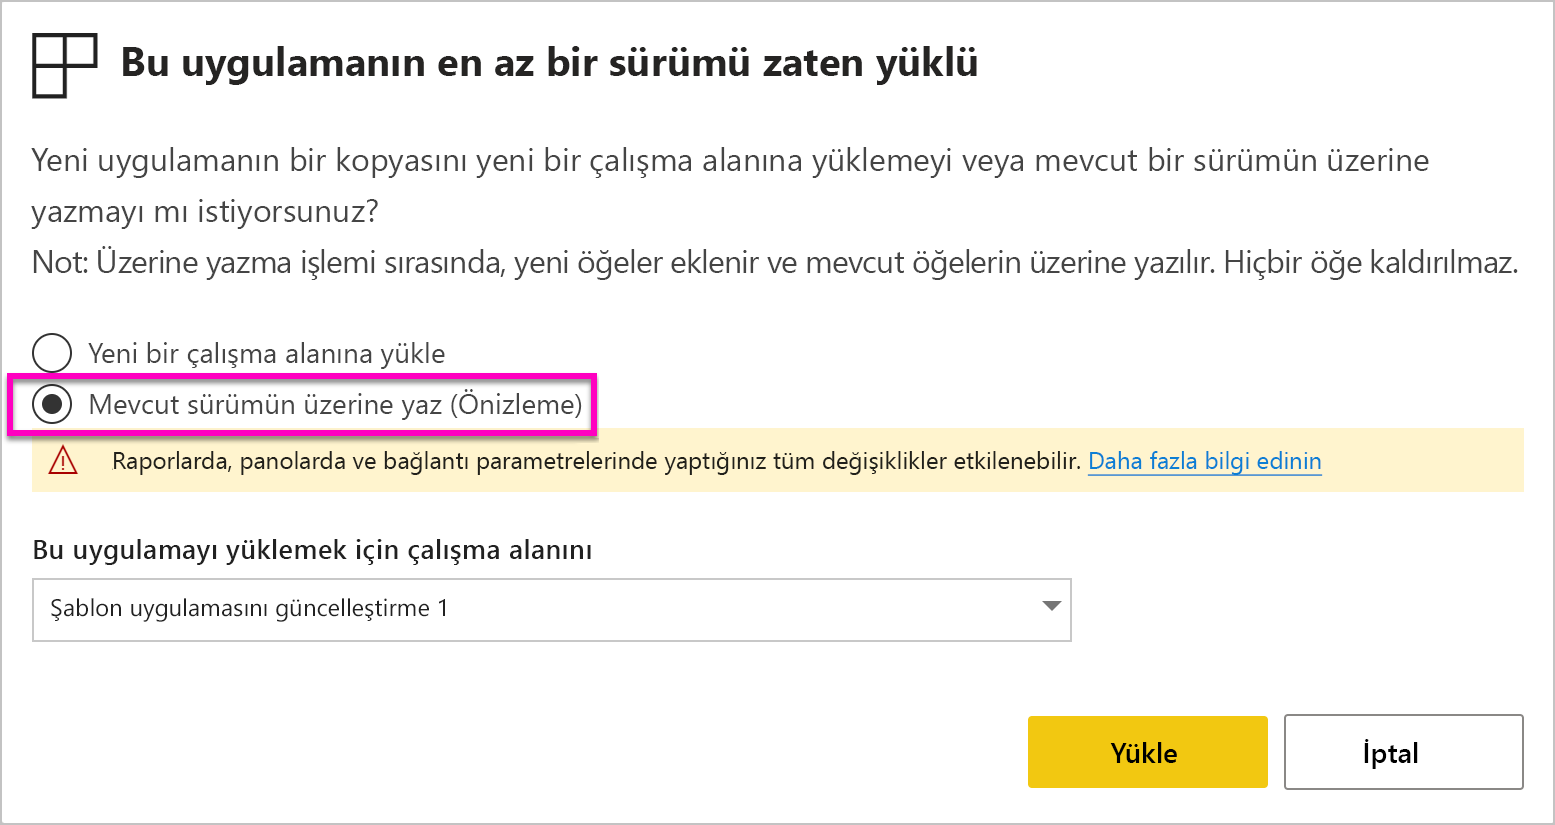 Bu uygulamanın en az bir sürümü zaten yüklü
Yeni uygulamanın bir kopyasını yeni bir çalışma alanına yüklemeyi veya mevcut bir sürümün üzerine
yazmayı mı istiyorsunuz?
Not: Üzerine yazma işlemi sırasında, yeni öğeler eklenir ve mevcut öğelerin üzerine yazılır. Hiçbir öğe kaldırılmaz.
Yeni bir çalışma alanına yükle
Mevcut sürümün üzerine yaz (Önizleme)
Raporlarda, panolarda ve bağlantı parametrelerinde yaptığınız tüm değişiklikler etkilenebilir. Daha fazla bilgi edinin
Bu uygulamayı yüklemek için çalışma alanını
Şablon uygulamasını güncelleştirme 1
Yükle İptal